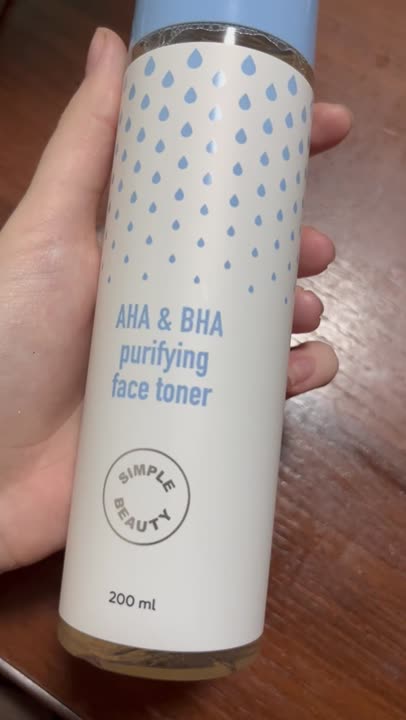 AHA & BHA
purifying
face toner
SIMPLE
BEAUTY
200 ml